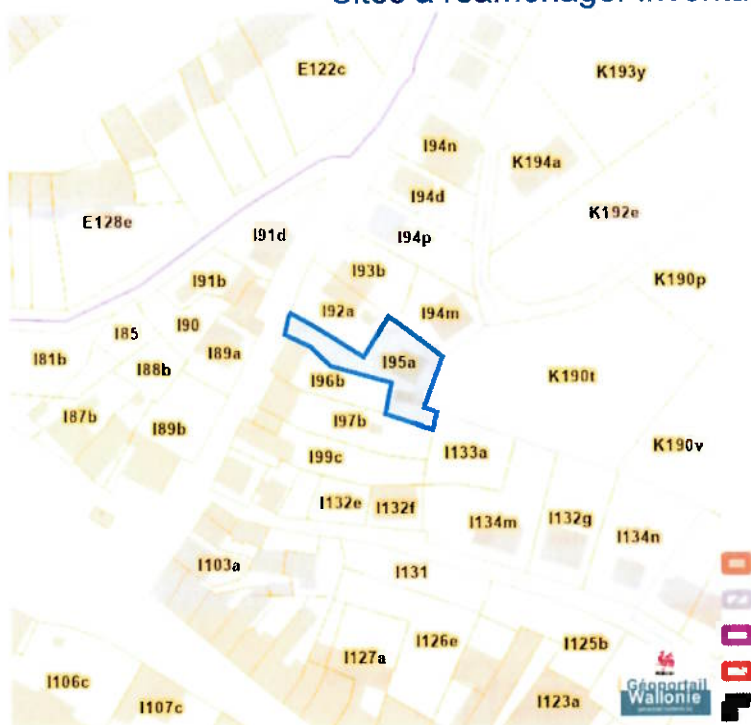 E122c
K193y
I94n
K194a
I94d
K192e
E128e
I91d
I94p
I93b
K190p
I91b
I92a
I94m
I85
I90
I81b
I89a
I95a
I88b
I96b
K190t
I87b
I89b
I97b
I99c
I133a
K190v
I132e
I132f
I134m
I132g
I134n
I103a
I131
I126e
I125b
I127a
I106c
I107c
I123a
Géoportail
Wallonie